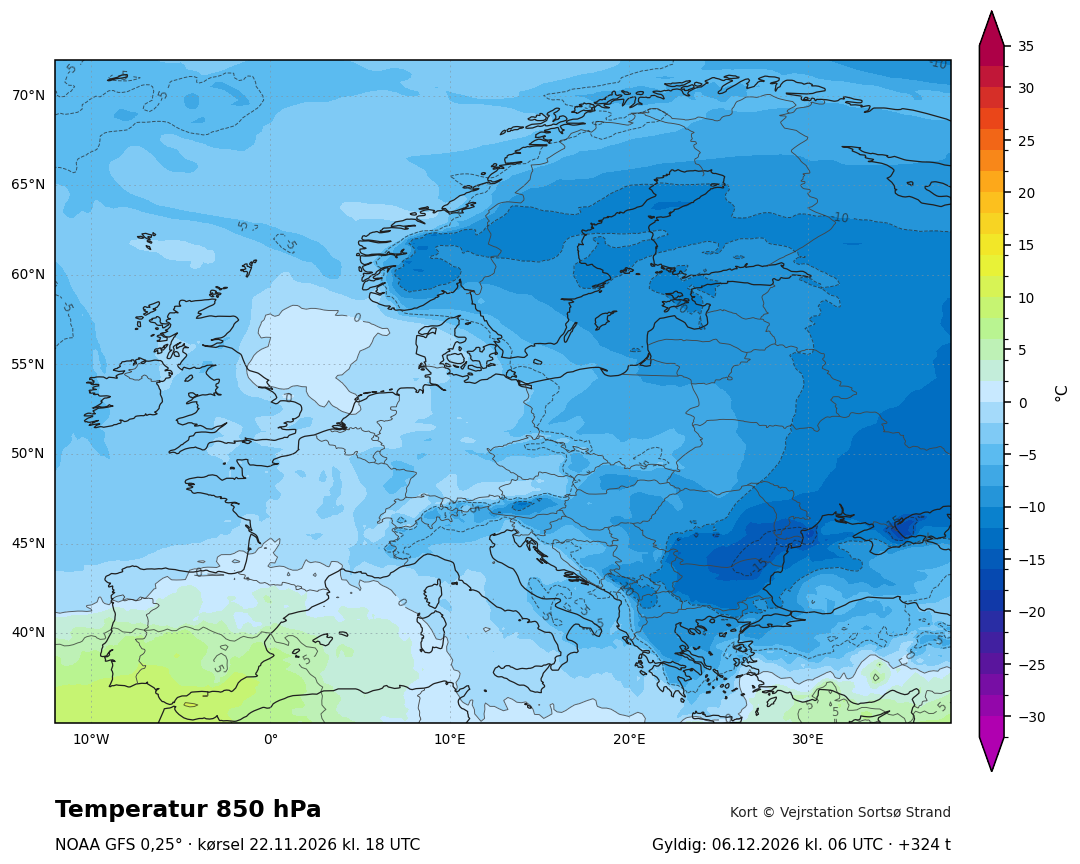 70°N
65°N
60°N
55°N
50°N
45°N
40°N
10°W
0°
10°E
20°E
30°E
35
30
25
20
15
10
5
0
−5
−10
−15
−20
−25
−30
°C
Temperatur 850 hPa
Kort © Vejrstation Sortsø Strand
NOAA GFS 0,25° · kørsel 22.11.2026 kl. 18 UTC
Gyldig: 06.12.2026 kl. 06 UTC · +324 t